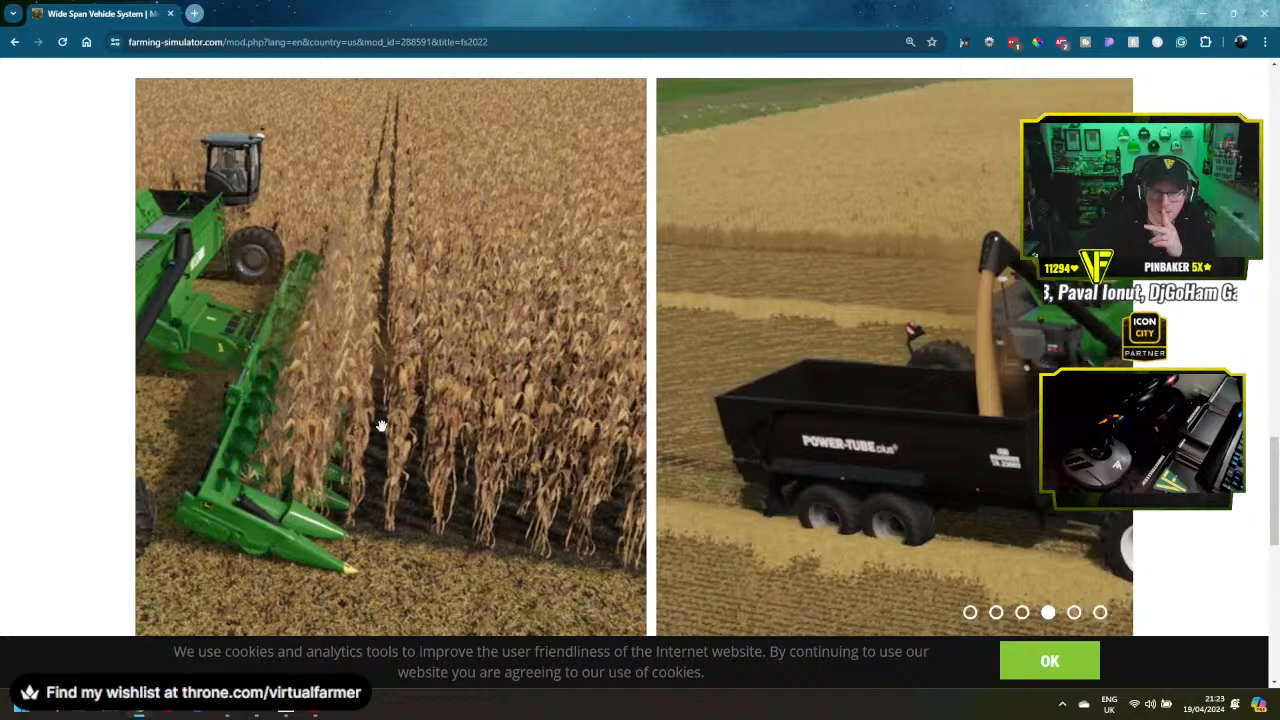 Wide Span Vehicle System | M
farming-simulator.com/mod.php?lang=en&country=us&mod_id=288591&title=fs2022
11294 PINBAKER 5X
3, Paval Ionut, DjGoHam G
ICON
CITY
PARTNER
POWER-TUBE plus
We use cookies and analytics tools to improve the user friendliness of the Internet website. By continuing to use our
website you are agreeing to our use of cookies.
OK
Find my wishlist at throne.com/virtualfarmer
ENG
UK
21:23
19/04/2024